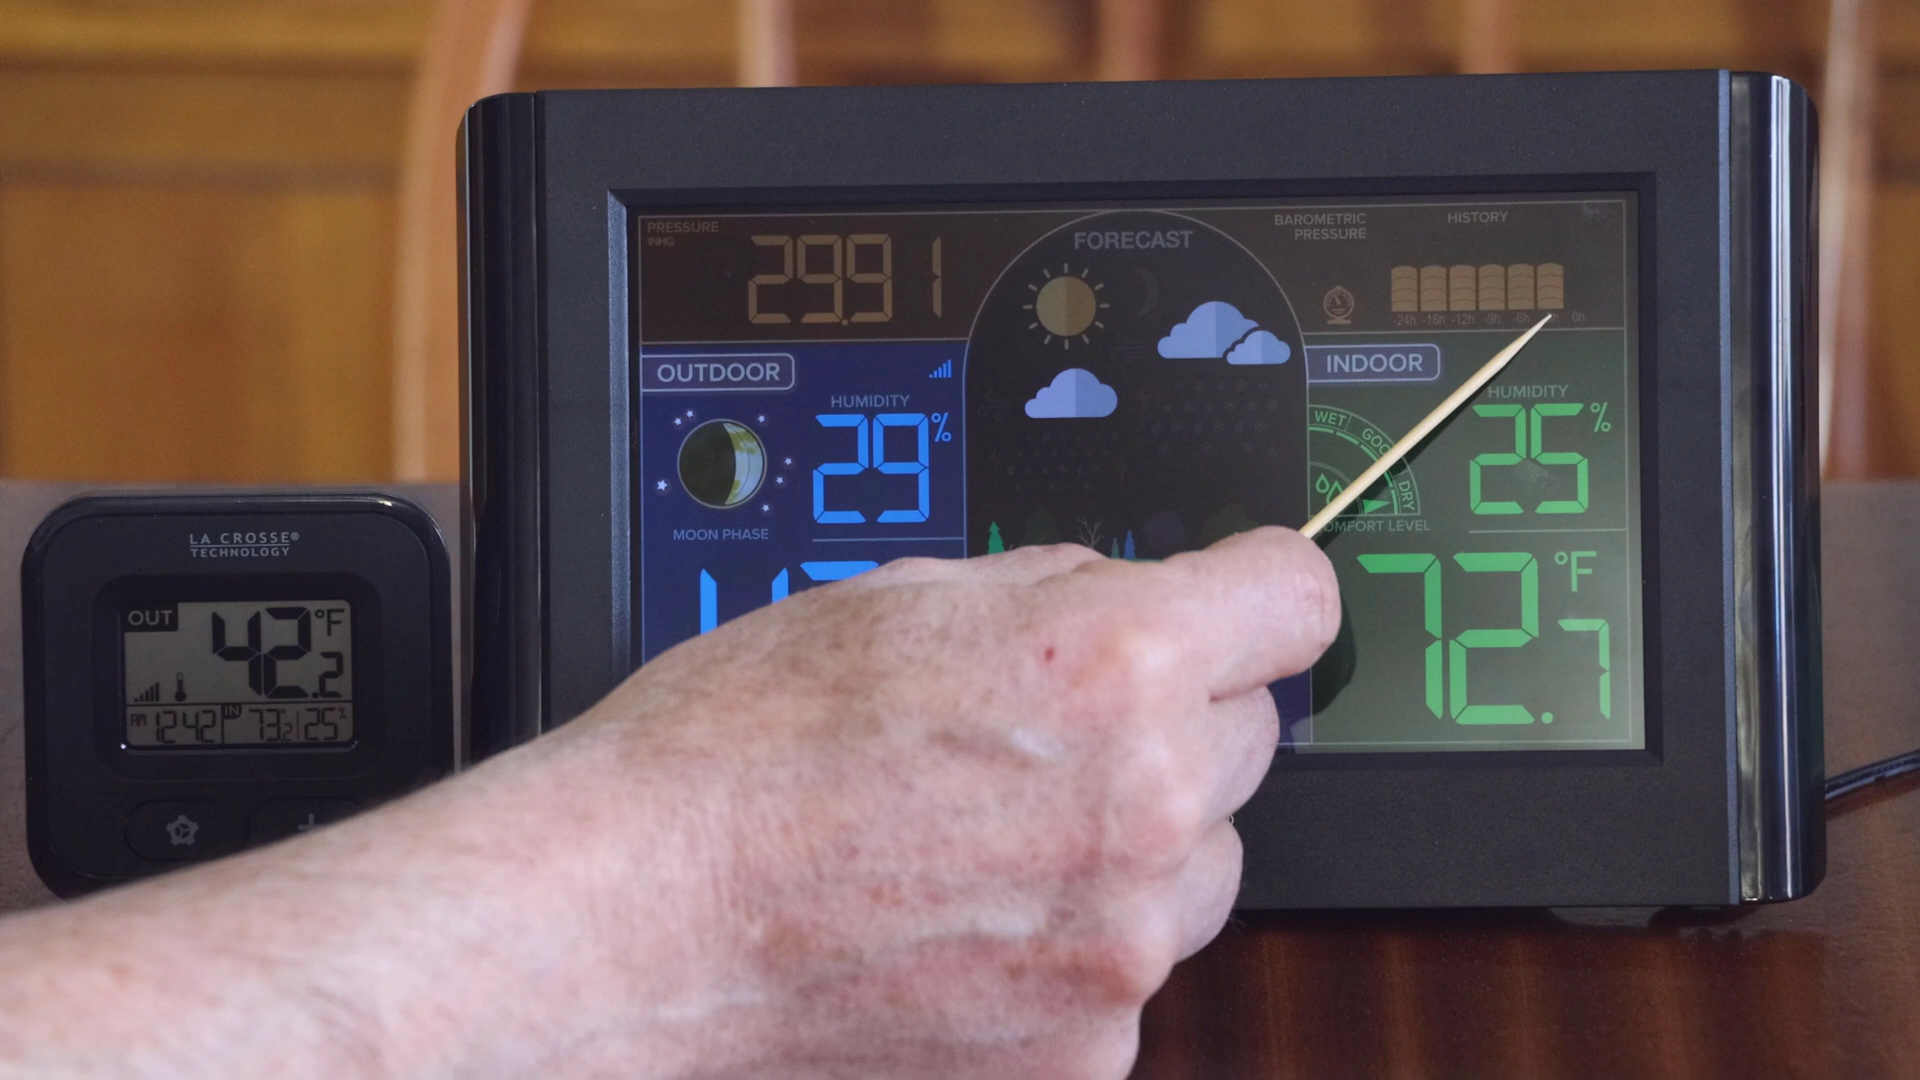 PRESSURE
INHG
29.91
FORECAST
BAROMETRIC
PRESSURE
HISTORY
-24h -18h -12h -9h -6h 0h
OUTDOOR
HUMIDITY
29%
MOON PHASE
INDOOR
HUMIDITY
25%
WET
DRY
COMFORT LEVEL
72.7 °F
LA CROSSE®
TECHNOLOGY
OUT
42.2 °F
AM 12:42 IN 73.2° 25%